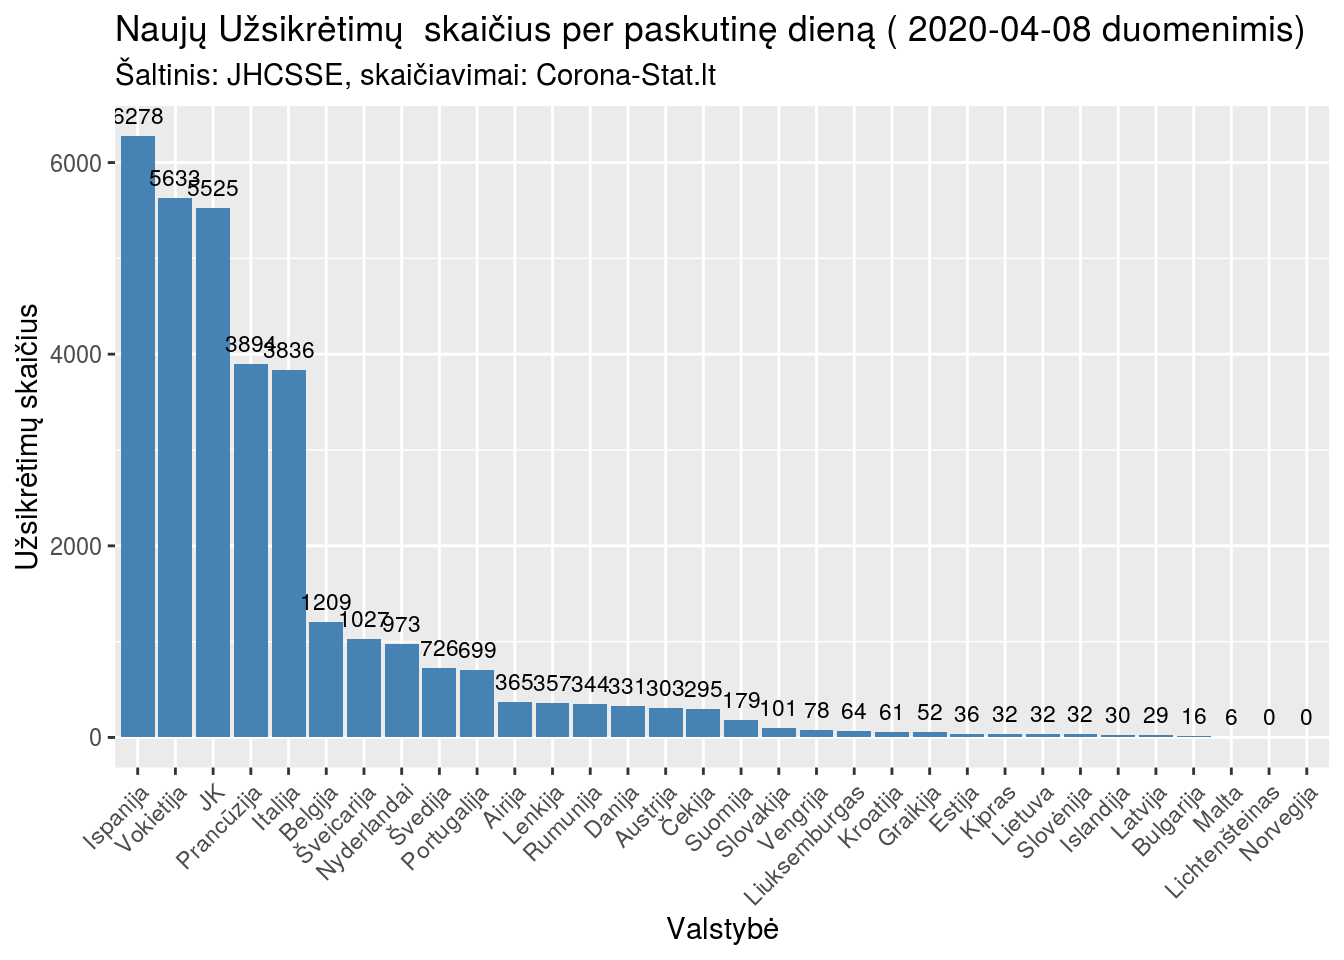 Naujų Užsikrėtimų  skaičius per paskutinę dieną ( 2020-04-08 duomenimis)
Šaltinis: JHCSSE, skaičiavimai: Corona-Stat.lt
Užsikrėtimų skaičius
6000
4000
2000
0
6278
5633
5525
3894
3836
1209
1027
973
726
699
365
357
344
331
303
295
179
101
78
64
61
52
36
32
32
32
30
29
16
6
0
0
Ispanija
Vokietija
JK
Prancūzija
Italija
Belgija
Šveicarija
Nyderlandai
Švedija
Portugalija
Airija
Lenkija
Rumunija
Danija
Austrija
Čekija
Suomija
Slovakija
Vengrija
Liuksemburgas
Kroatija
Graikija
Estija
Kipras
Lietuva
Slovėnija
Islandija
Latvija
Bulgarija
Malta
Lichtenšteinas
Norvegija
Valstybė